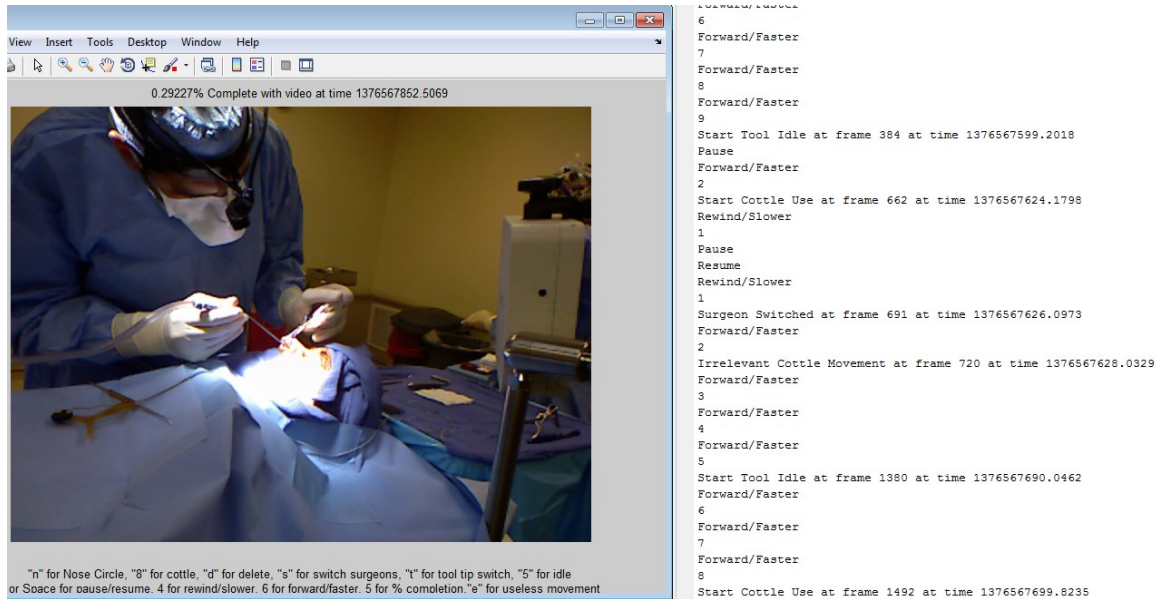 View Insert Tools Desktop Window Help
0.29227% Complete with video at time 1376567852.5069
"n" for Nose Circle, "8" for cottle, "d" for delete, "s" for switch surgeons, "t" for tool tip switch, "5" for idle
or Space for pause/resume. 4 for rewind/slower. 6 for forward/faster. 5 for % completion."e" for useless movement
Forward/Faster
6
Forward/Faster
7
Forward/Faster
8
Forward/Faster
9
Start Tool Idle at frame 384 at time 1376567599.2018
Pause
Forward/Faster
2
Start Cottle Use at frame 662 at time 1376567624.1798
Rewind/Slower
1
Pause
Resume
Rewind/Slower
1
Surgeon Switched at frame 691 at time 1376567626.0973
Forward/Faster
2
Irrelevant Cottle Movement at frame 720 at time 1376567628.0329
Forward/Faster
3
Forward/Faster
4
Forward/Faster
5
Start Tool Idle at frame 1380 at time 1376567690.0462
Forward/Faster
6
Forward/Faster
7
Forward/Faster
8
Start Cottle Use at frame 1492 at time 1376567699.8235